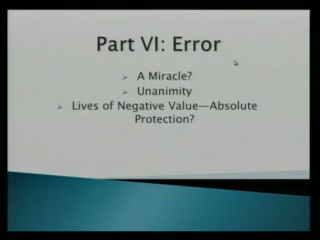 Part VI: Error
A Miracle?
Unanimity
Lives of Negative Value—Absolute
Protection?